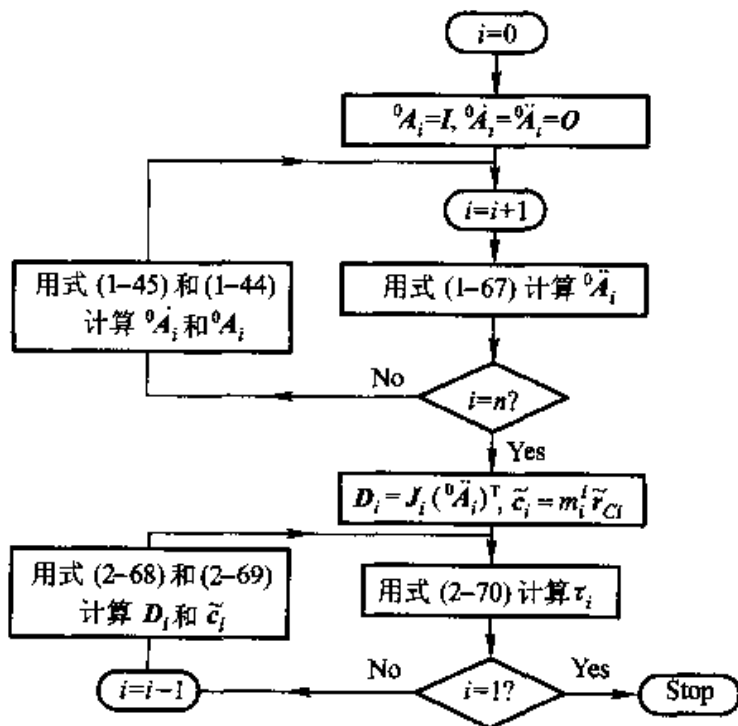 i=0
⁰Aᵢ=I, ⁰Ȧᵢ=⁰Äᵢ=O
i=i+1
用式 (1–45) 和 (1–44)
计算 ⁰Ȧᵢ 和 ⁰Aᵢ
用式 (1–67) 计算 ⁰Äᵢ
No
i=n?
Yes
Dᵢ=Jᵢ(⁰Äᵢ)ᵀ, c̃ᵢ=mᵢⁱr̃_Ci
用式 (2–68) 和 (2–69)
计算 Dᵢ 和 c̃ᵢ
用式 (2–70) 计算 τᵢ
i=i–1
No
i=1?
Yes
Stop